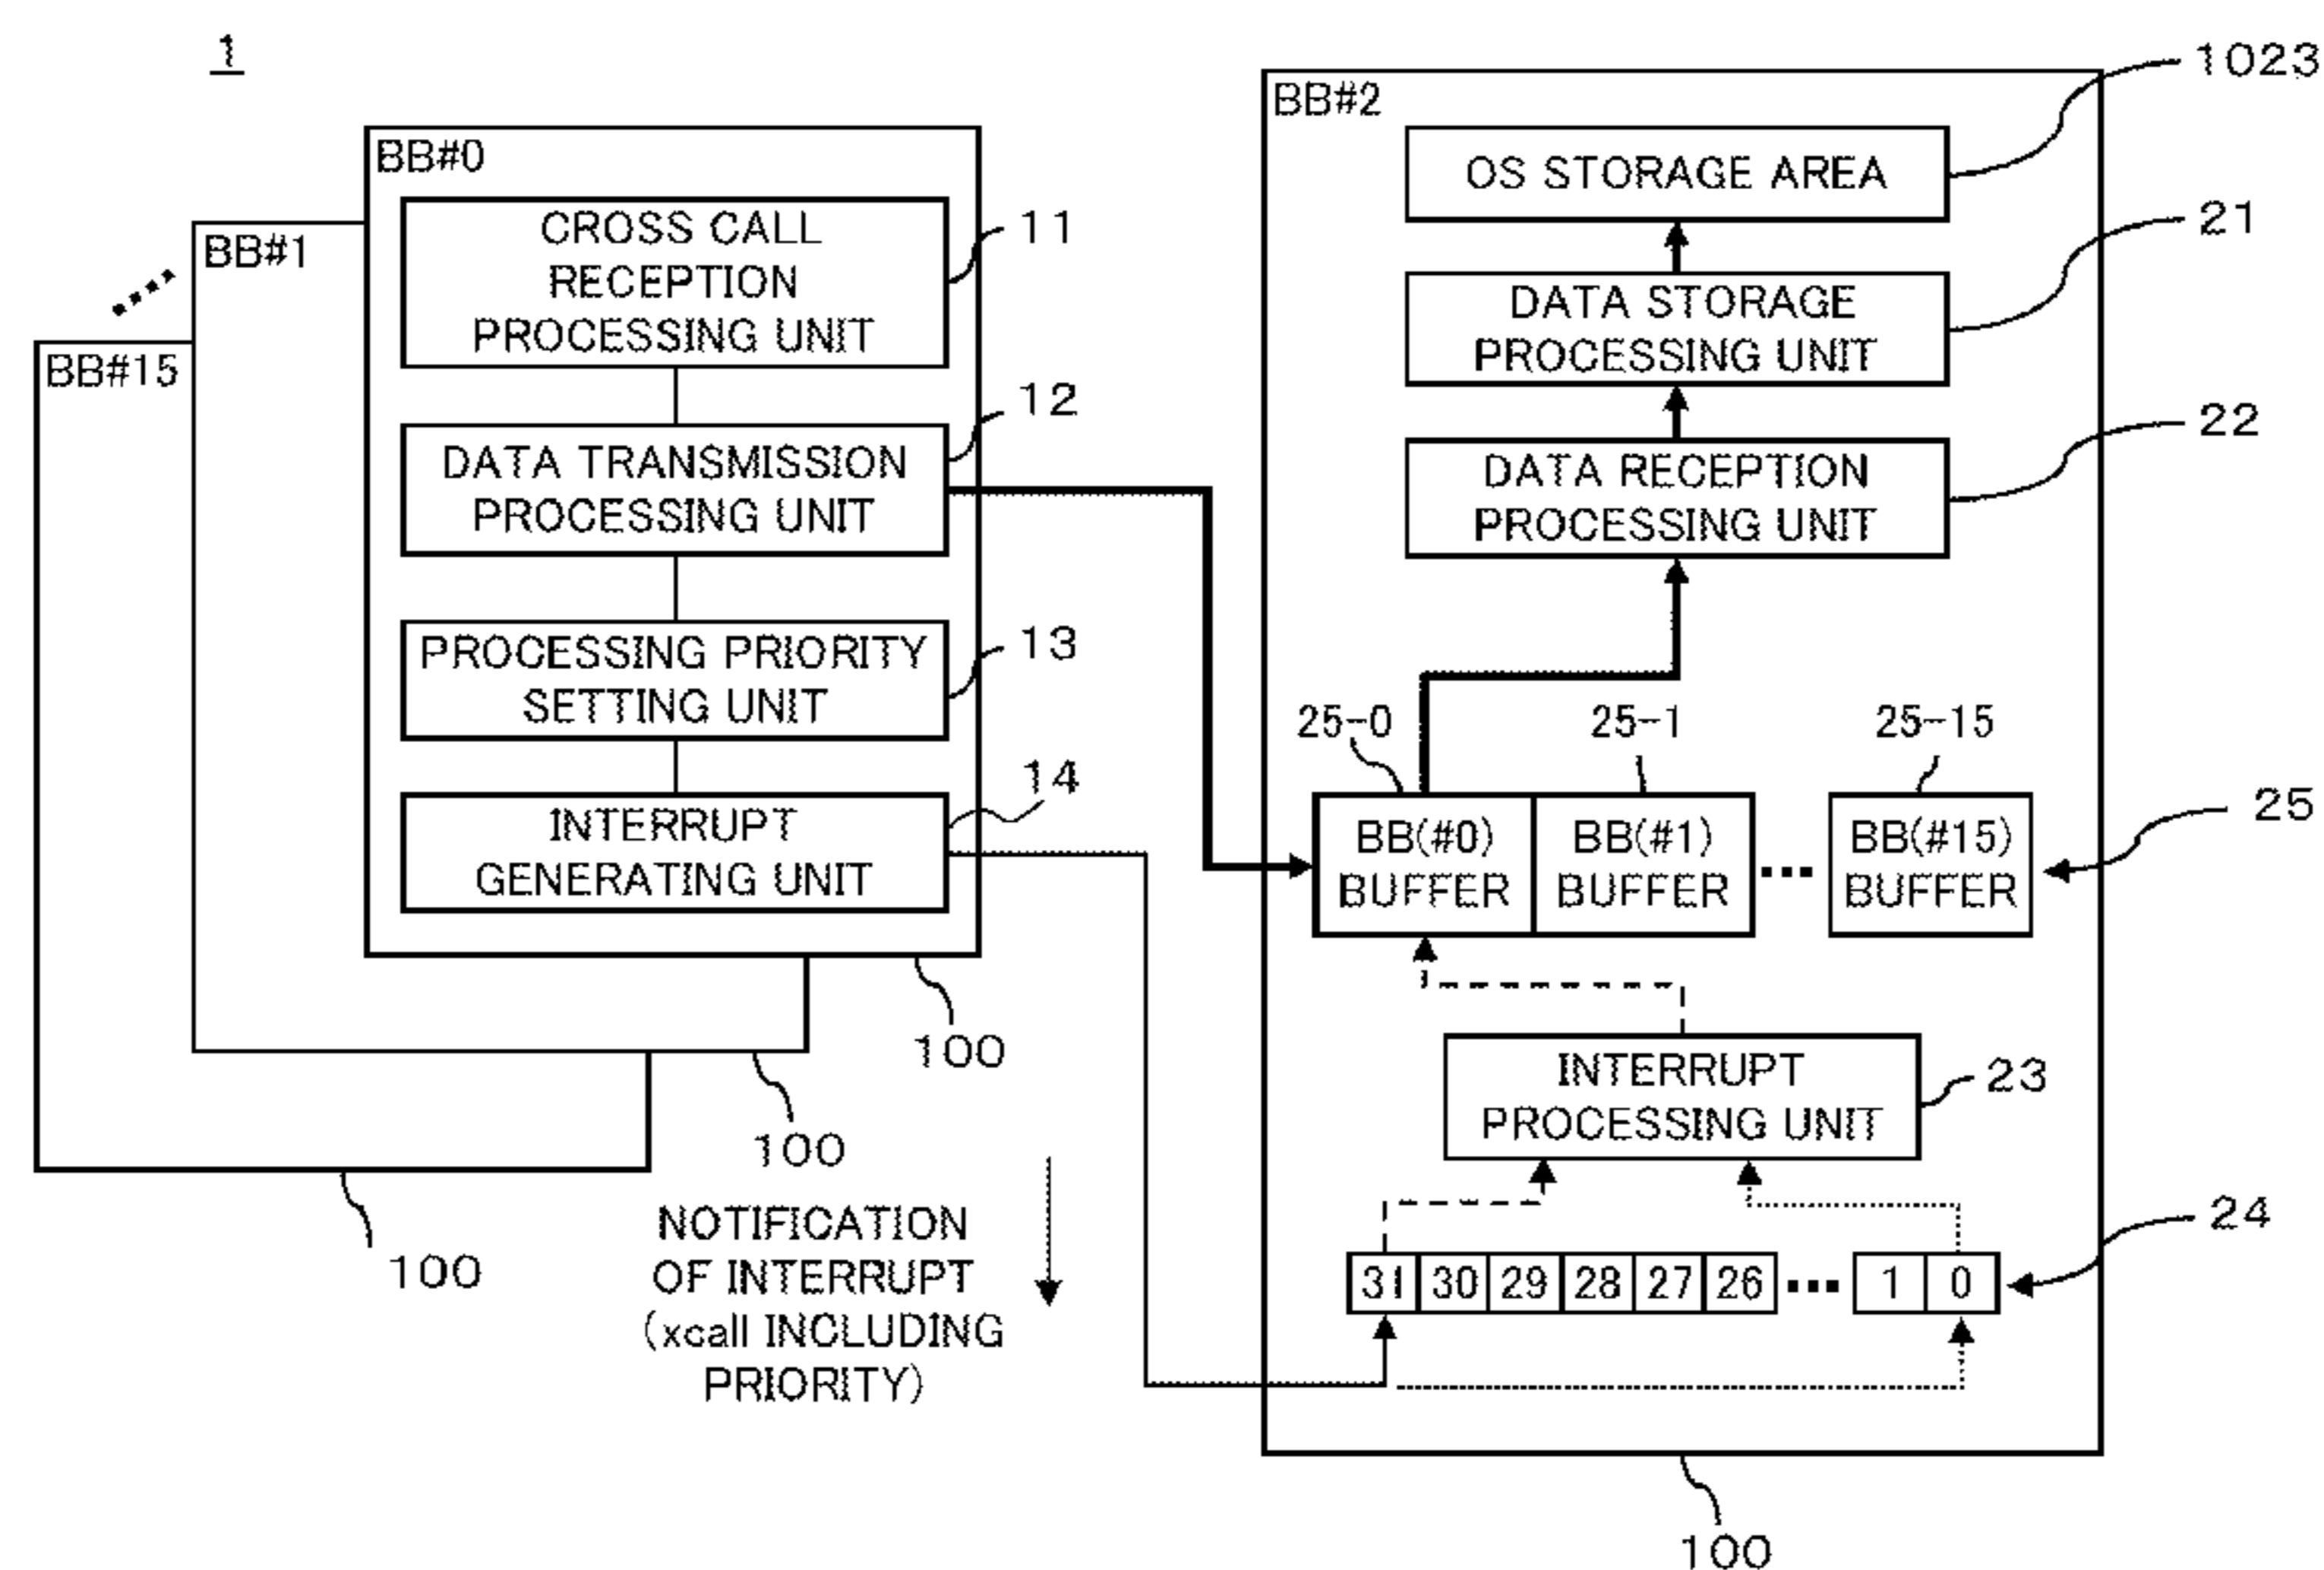 1
BB#0
CROSS CALL
RECEPTION
PROCESSING UNIT
11
DATA TRANSMISSION
PROCESSING UNIT
12
PROCESSING PRIORITY
SETTING UNIT
13
INTERRUPT
GENERATING UNIT
14
100
BB#1
100
BB#15
100
NOTIFICATION
OF INTERRUPT
(xcall INCLUDING
PRIORITY)
BB#2
OS STORAGE AREA
1023
DATA STORAGE
PROCESSING UNIT
21
DATA RECEPTION
PROCESSING UNIT
22
25-0
25-1
25-15
BB(#0)
BUFFER
BB(#1)
BUFFER
BB(#15)
BUFFER
25
INTERRUPT
PROCESSING UNIT
23
31 30 29 28 27 26 ... 1 0
24
100